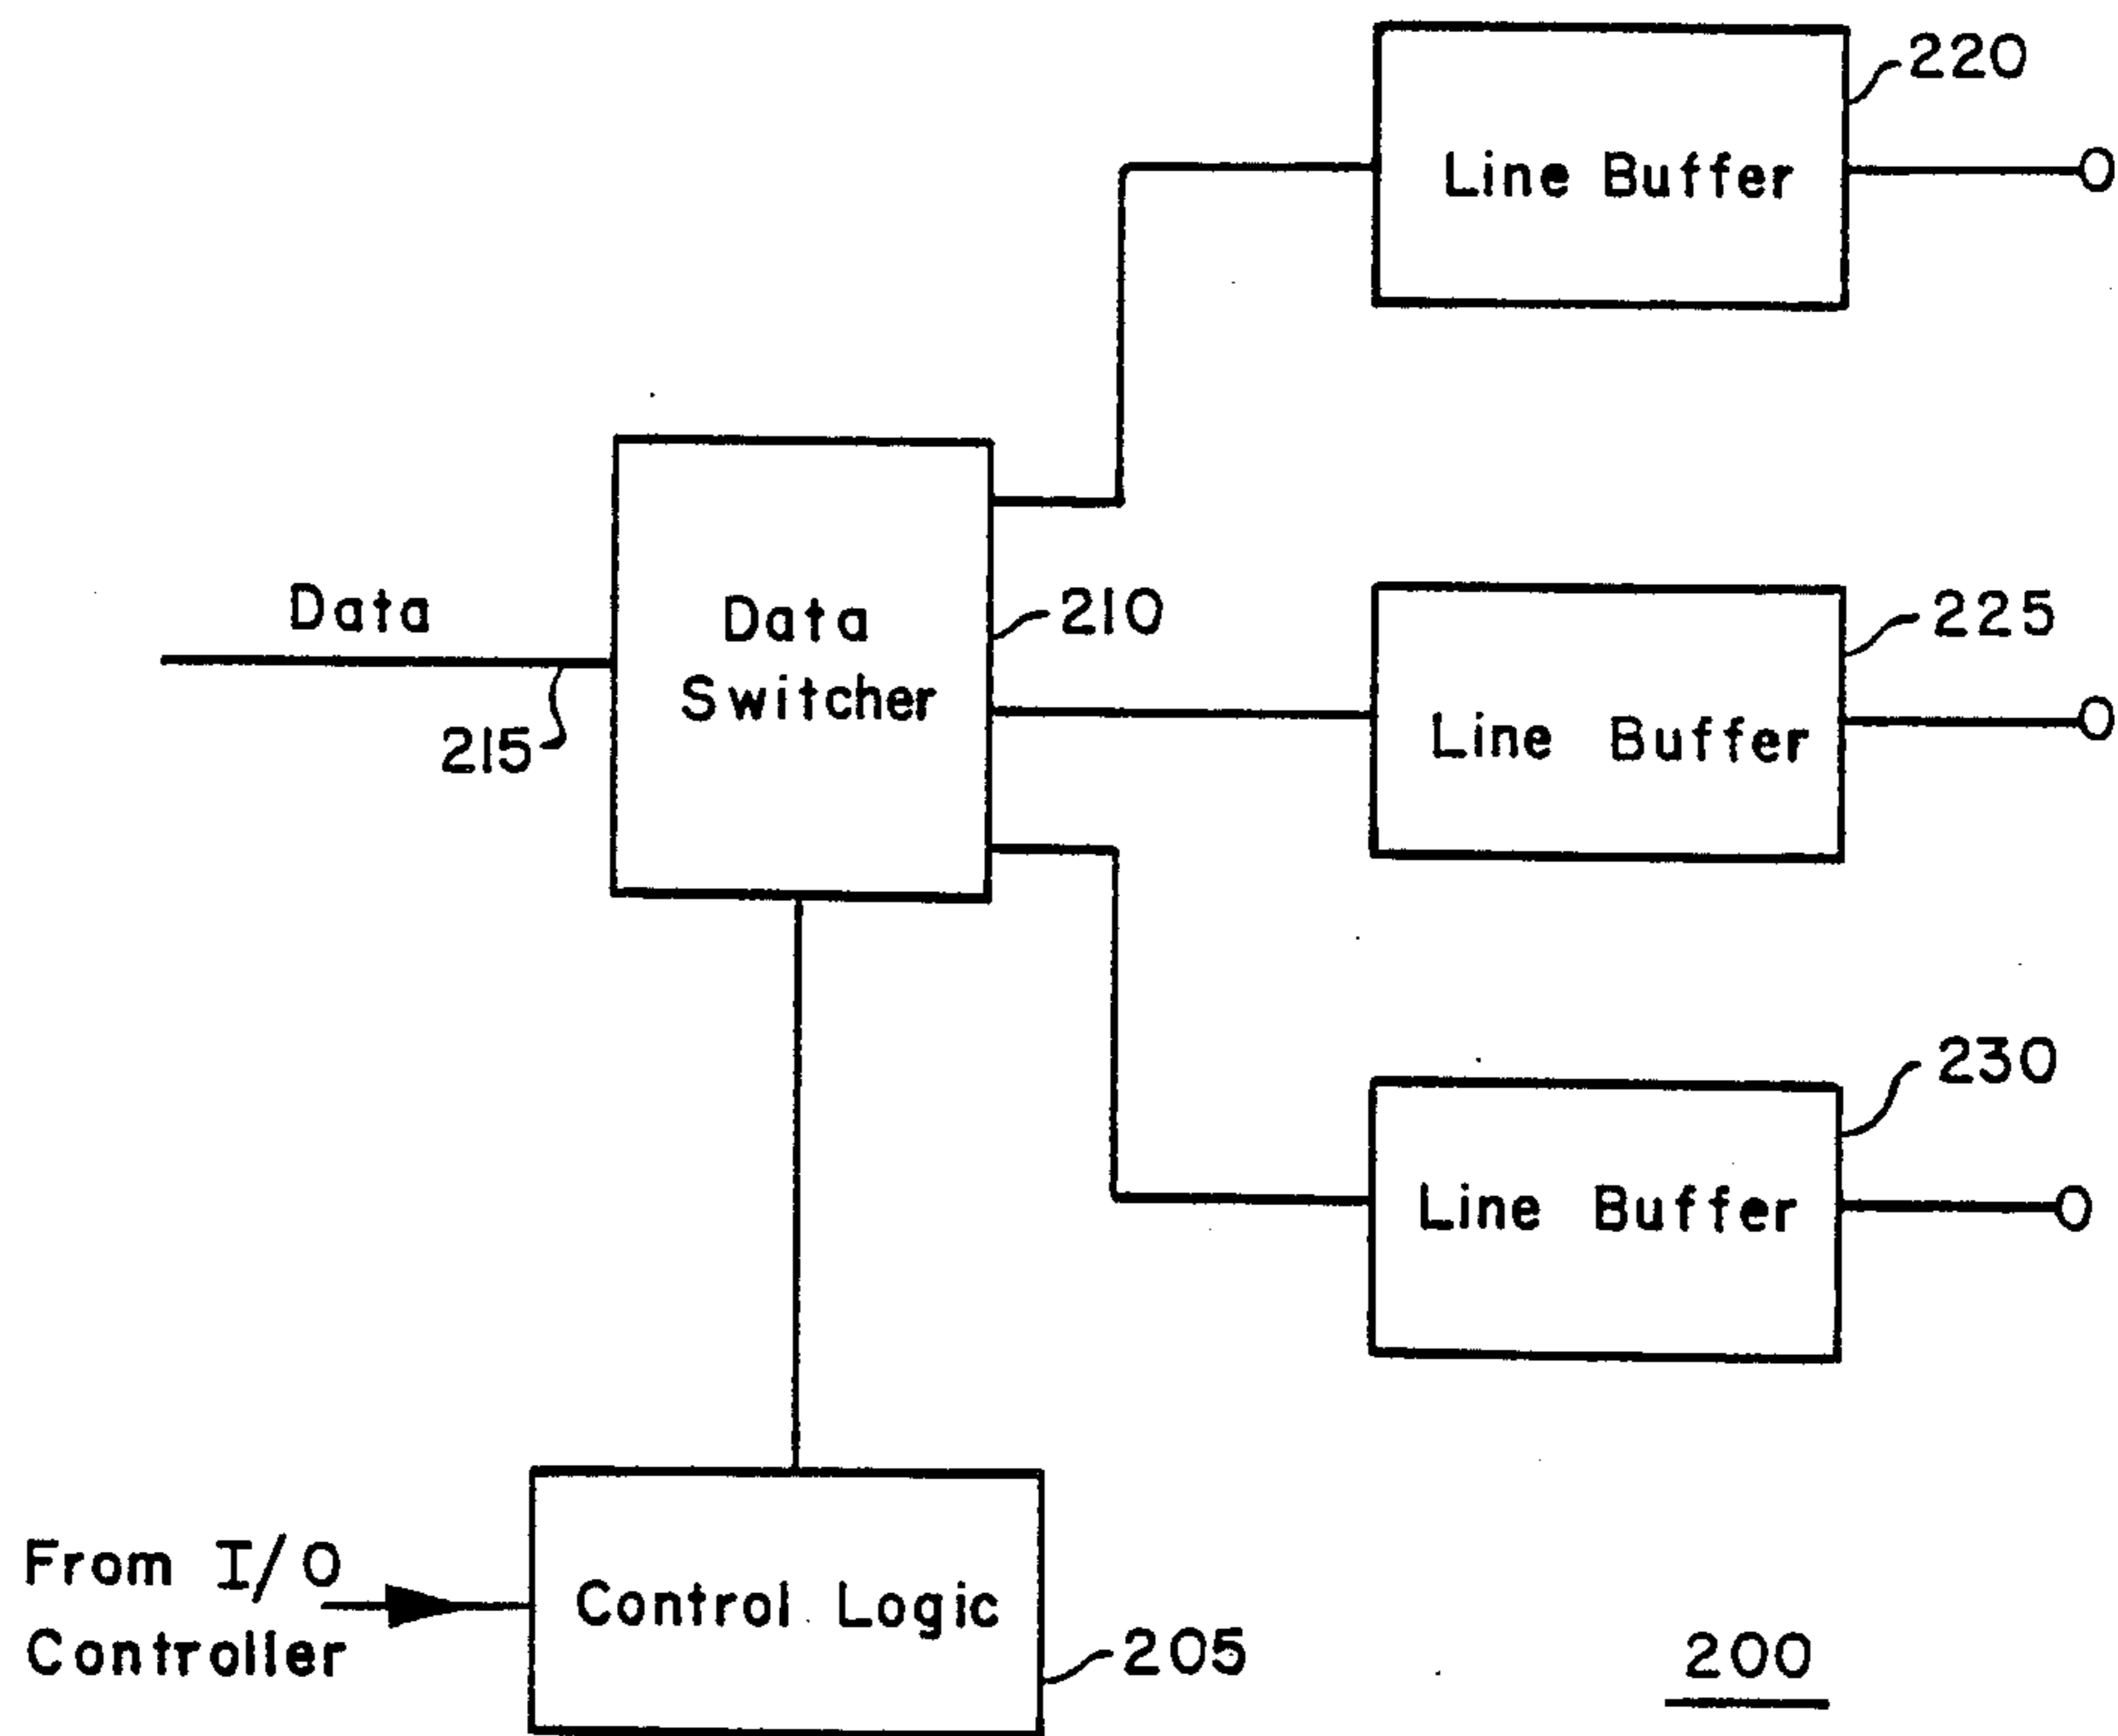 220
Line Buffer
Data
215
Data
Switcher
210
225
Line Buffer
230
Line Buffer
From I/O
Controller
Control Logic
205
200